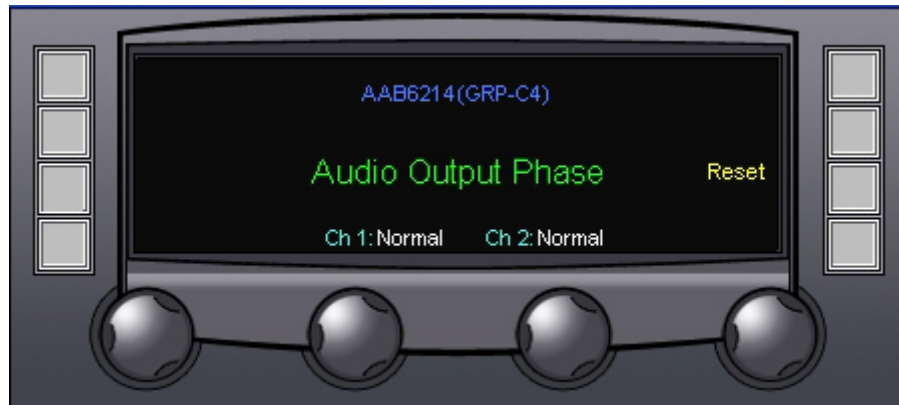 AAB6214(GRP-C4)
Audio Output Phase
Reset
Ch 1: Normal Ch 2: Normal